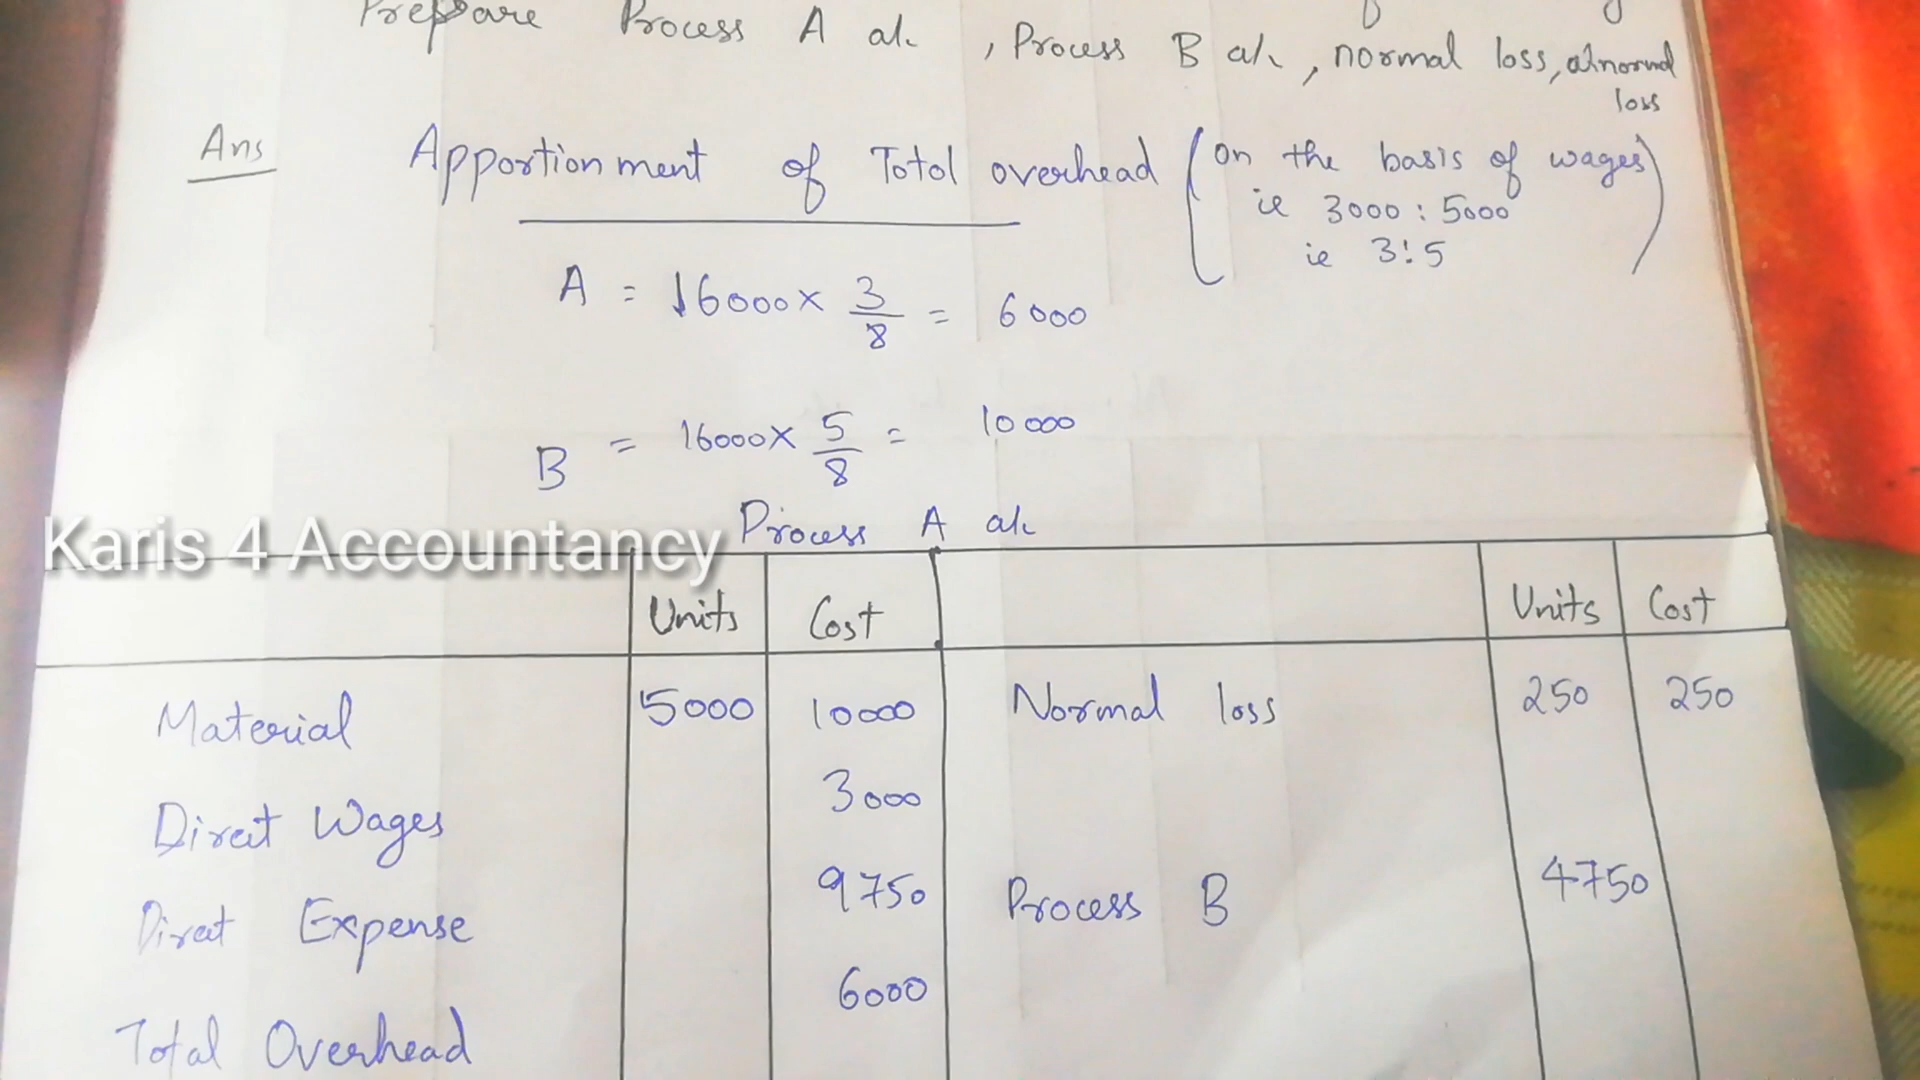 Prepare Process A a/c , Process B a/c , normal loss, abnormal
loss
Ans
Apportionment of Total overhead (on the basis of wages)
ie 3000 : 5000
ie 3:5
A = 16000 × 3/8 = 6000
B = 16000 × 5/8 = 10000
Process A a/c
Karis 4 Accountancy
Units Cost Units Cost
Material 5000 10000 Normal loss 250 250
Direct Wages 3000
Direct Expense 9750 Process B 4750
Total Overhead 6000